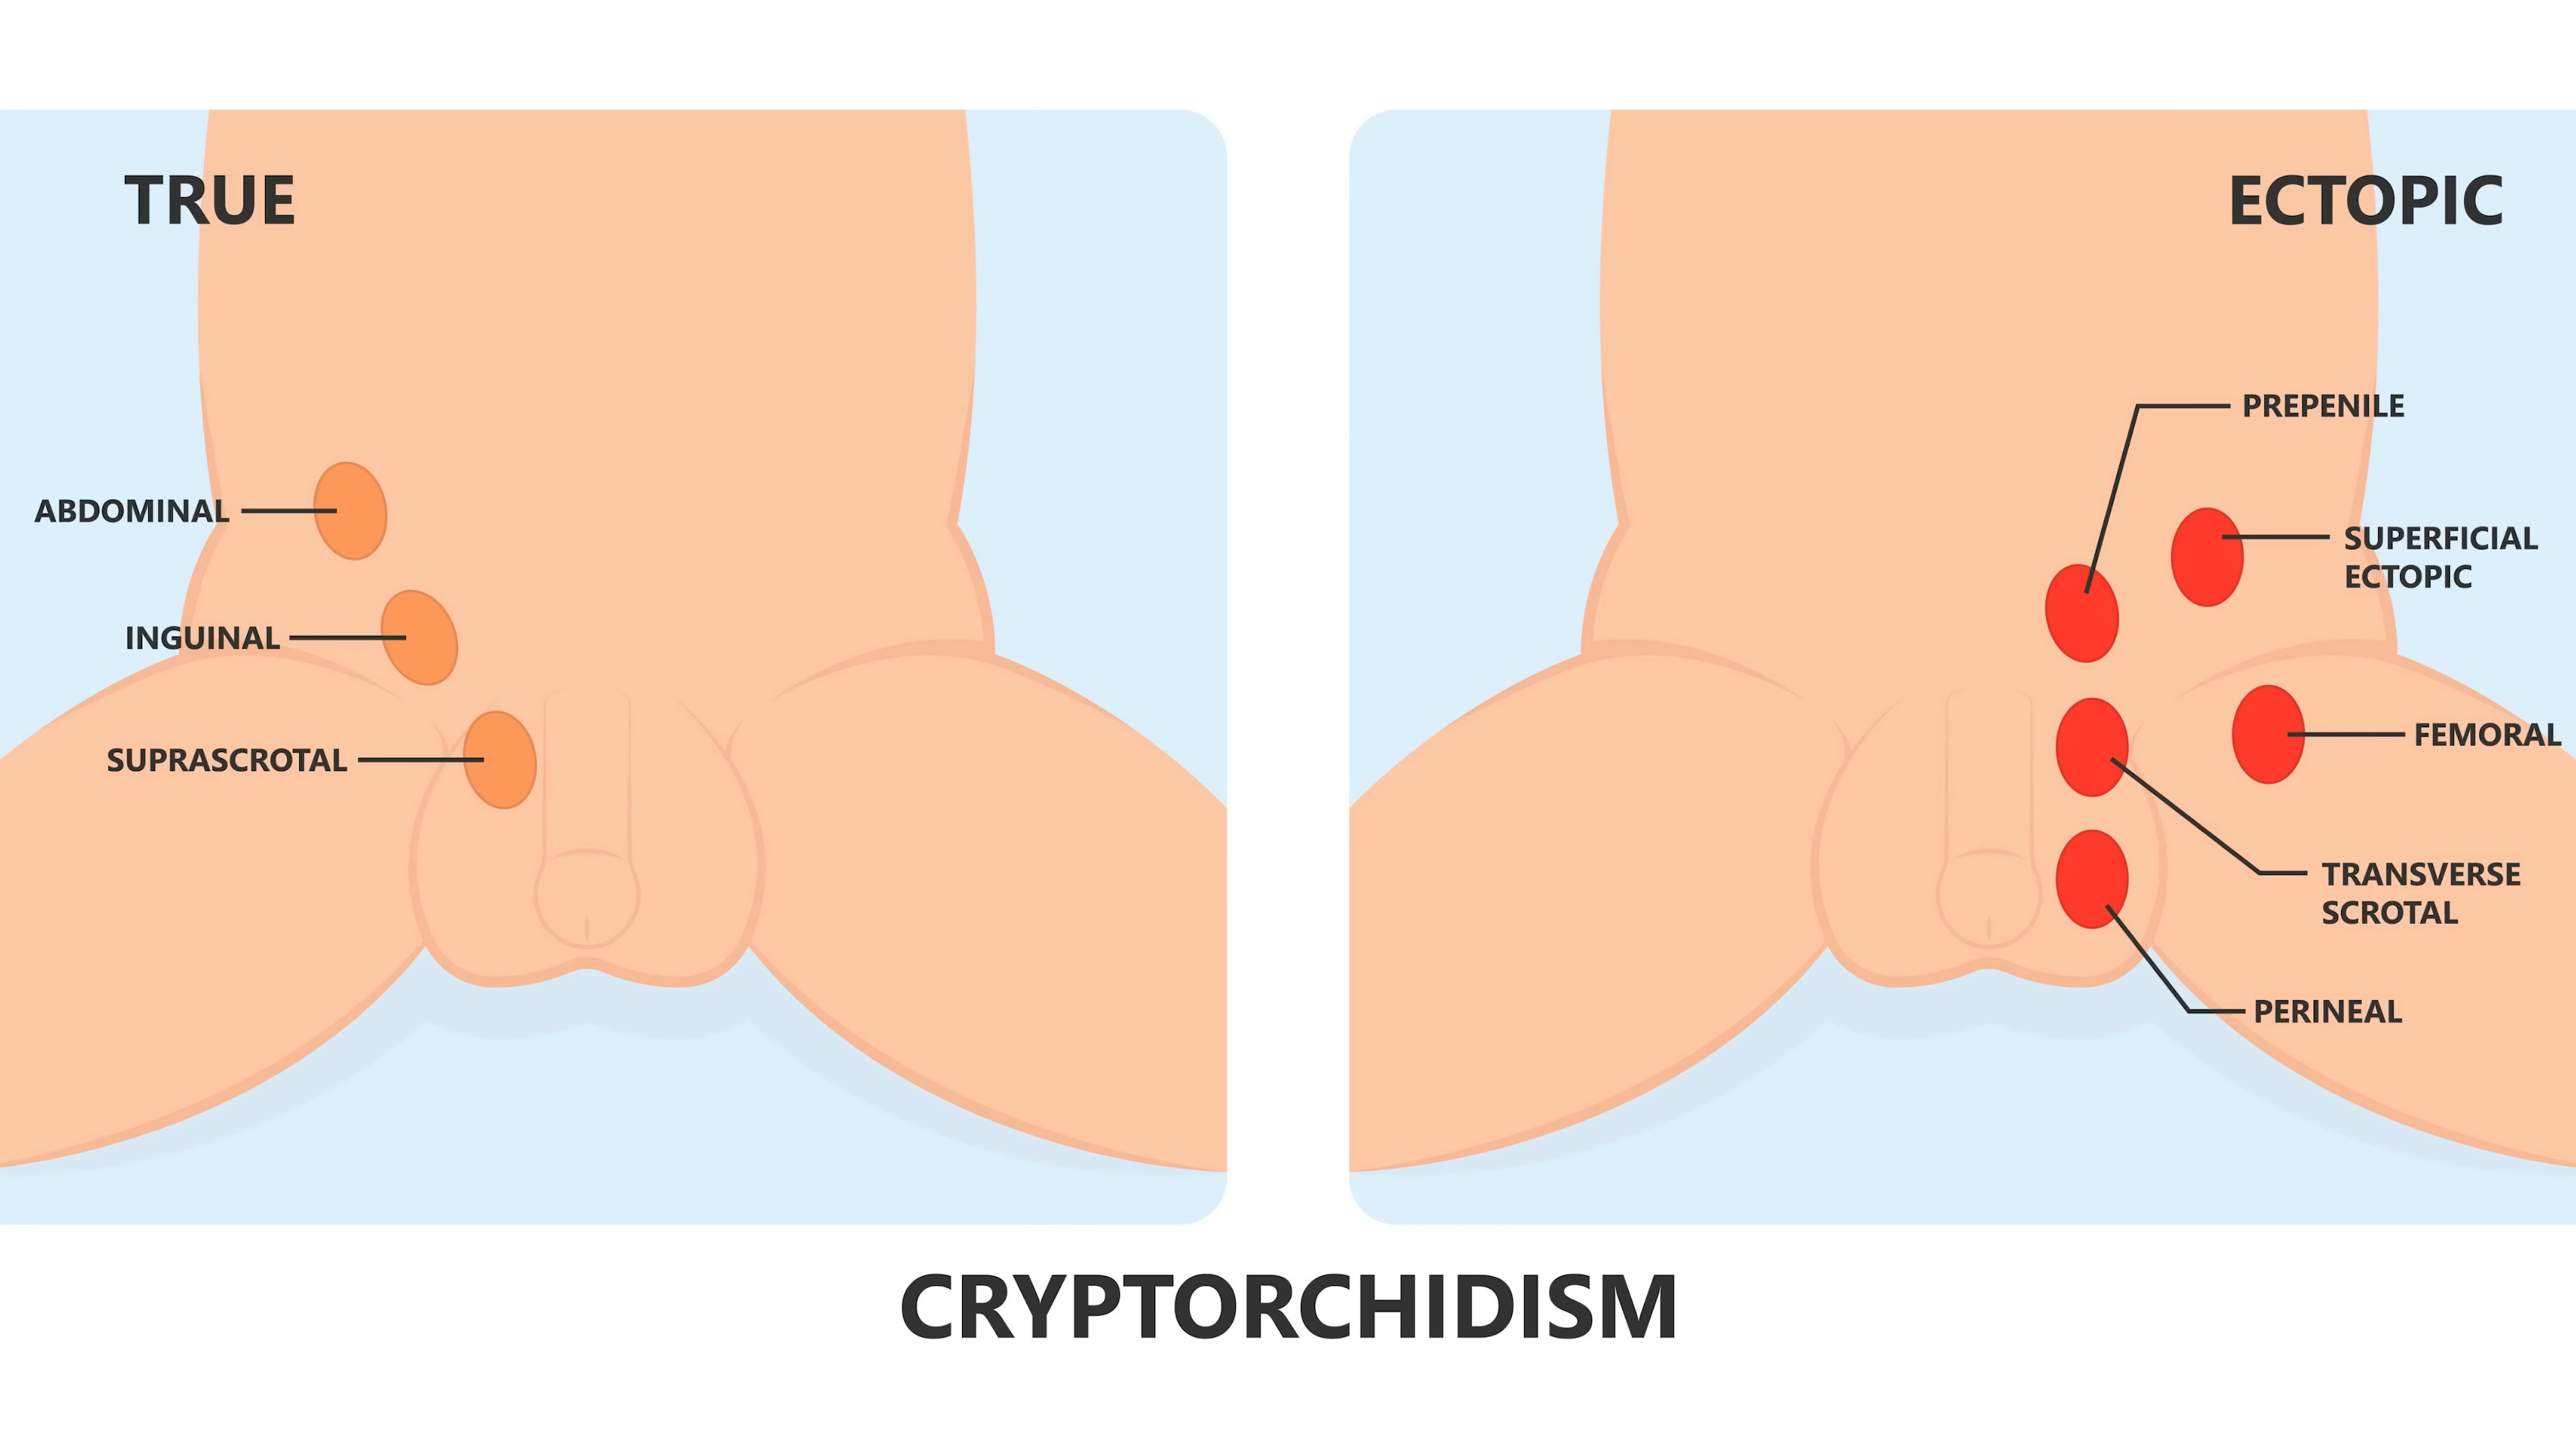 TRUE
ABDOMINAL
INGUINAL
SUPRASCROTAL
ECTOPIC
PREPENILE
SUPERFICIAL
ECTOPIC
FEMORAL
TRANSVERSE
SCROTAL
PERINEAL
CRYPTORCHIDISM